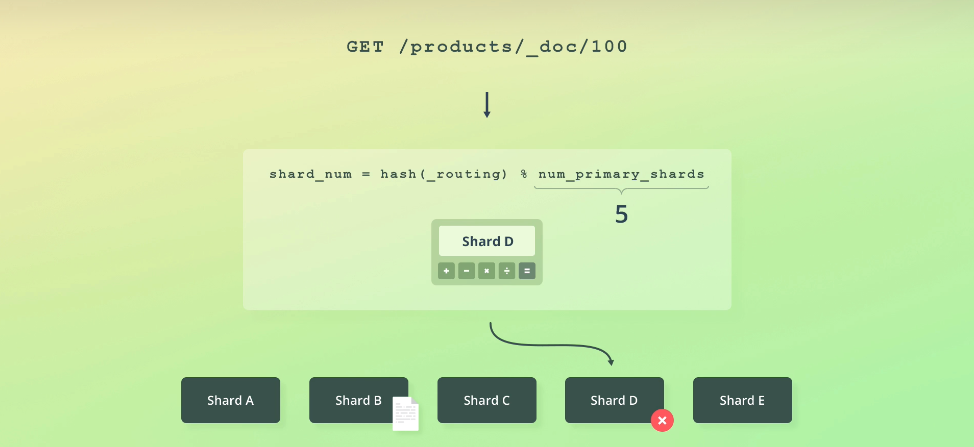 GET /products/_doc/100
shard_num = hash(_routing) % num_primary_shards
5
Shard D
+ − × ÷ =
Shard A
Shard B
Shard C
Shard D
Shard E